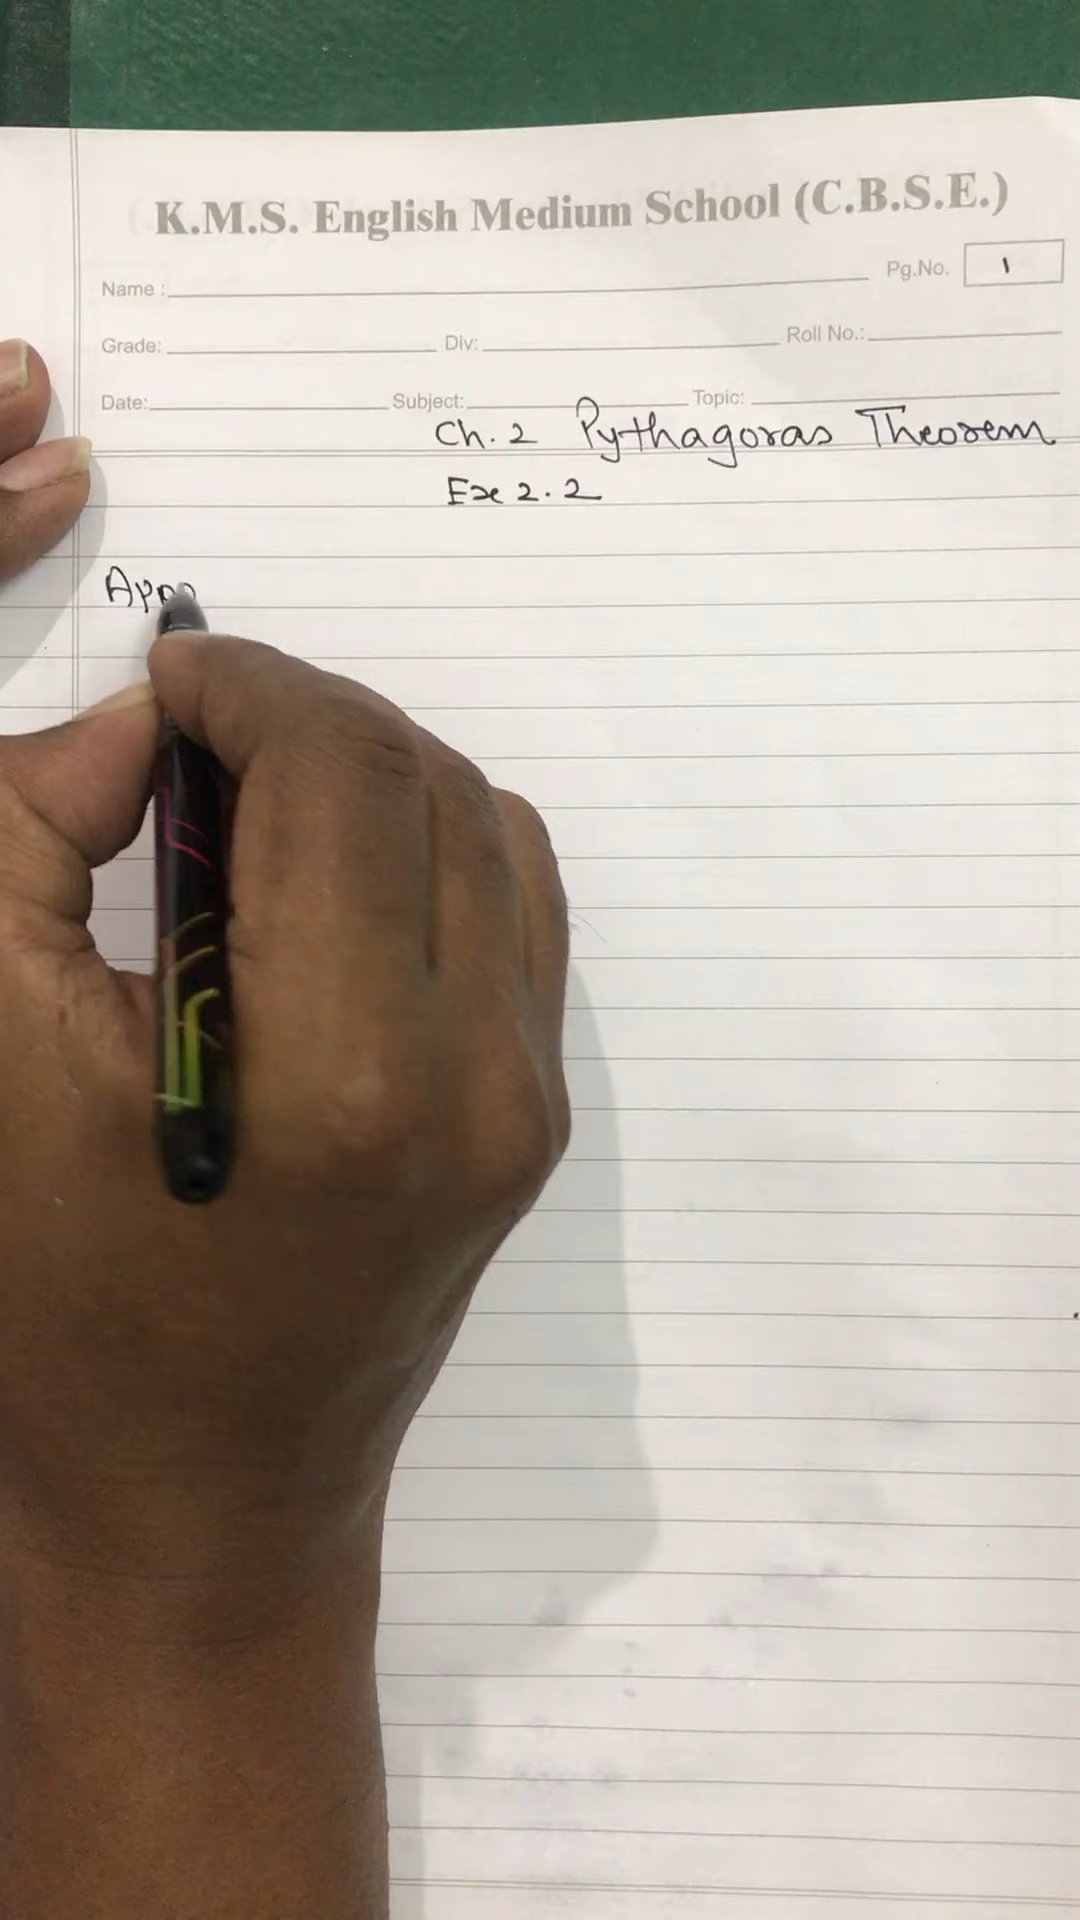 K.M.S. English Medium School (C.B.S.E.)
Name : Pg.No. 1
Grade: Div: Roll No.:
Date: Subject: Topic:
Ch. 2 Pythagoras Theorem
Ex 2.2